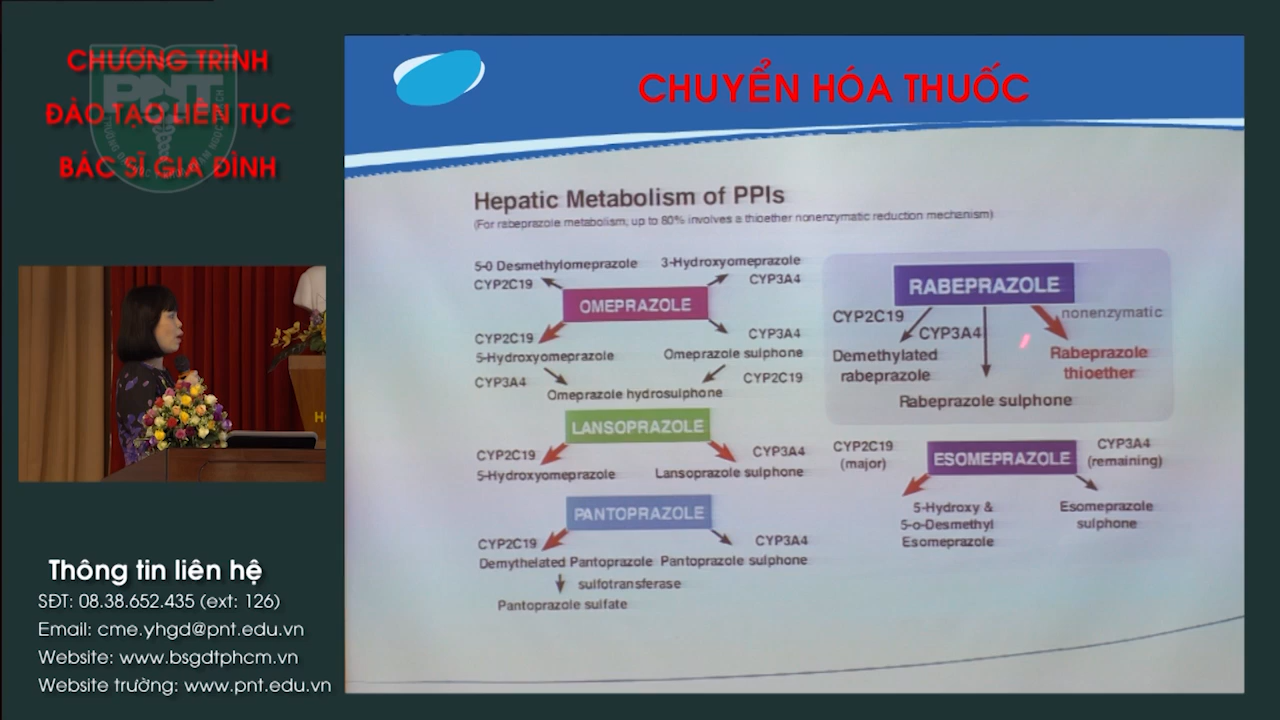 CHƯƠNG TRÌNH
ĐÀO TẠO LIÊN TỤC
BÁC SĨ GIA ĐÌNH
PNT
CHUYỂN HÓA THUỐC
Hepatic Metabolism of PPIs
(For rabeprazole metabolism, up to 80% involves a thioether nonenzymatic reduction mechanism)
5-0 Desmethylomeprazole 3-Hydroxyomeprazole
CYP2C19 CYP3A4
OMEPRAZOLE
CYP2C19 CYP3A4
5-Hydroxyomeprazole Omeprazole sulphone
CYP3A4 CYP2C19
Omeprazole hydrosulphone
LANSOPRAZOLE
CYP2C19 CYP3A4
5-Hydroxyomeprazole Lansoprazole sulphone
PANTOPRAZOLE
CYP2C19 CYP3A4
Demythelated Pantoprazole Pantoprazole sulphone
sulfotransferase
Pantoprazole sulfate
RABEPRAZOLE
CYP2C19 CYP3A4 nonenzymatic
Demethylated
rabeprazole
Rabeprazole
thioether
Rabeprazole sulphone
CYP2C19
(major)
ESOMEPRAZOLE
CYP3A4
(remaining)
5-Hydroxy &
5-o-Desmethyl
Esomeprazole
Esomeprazole
sulphone
Thông tin liên hệ
SĐT: 08.38.652.435 (ext: 126)
Email: cme.yhgd@pnt.edu.vn
Website: www.bsgdtphcm.vn
Website trường: www.pnt.edu.vn